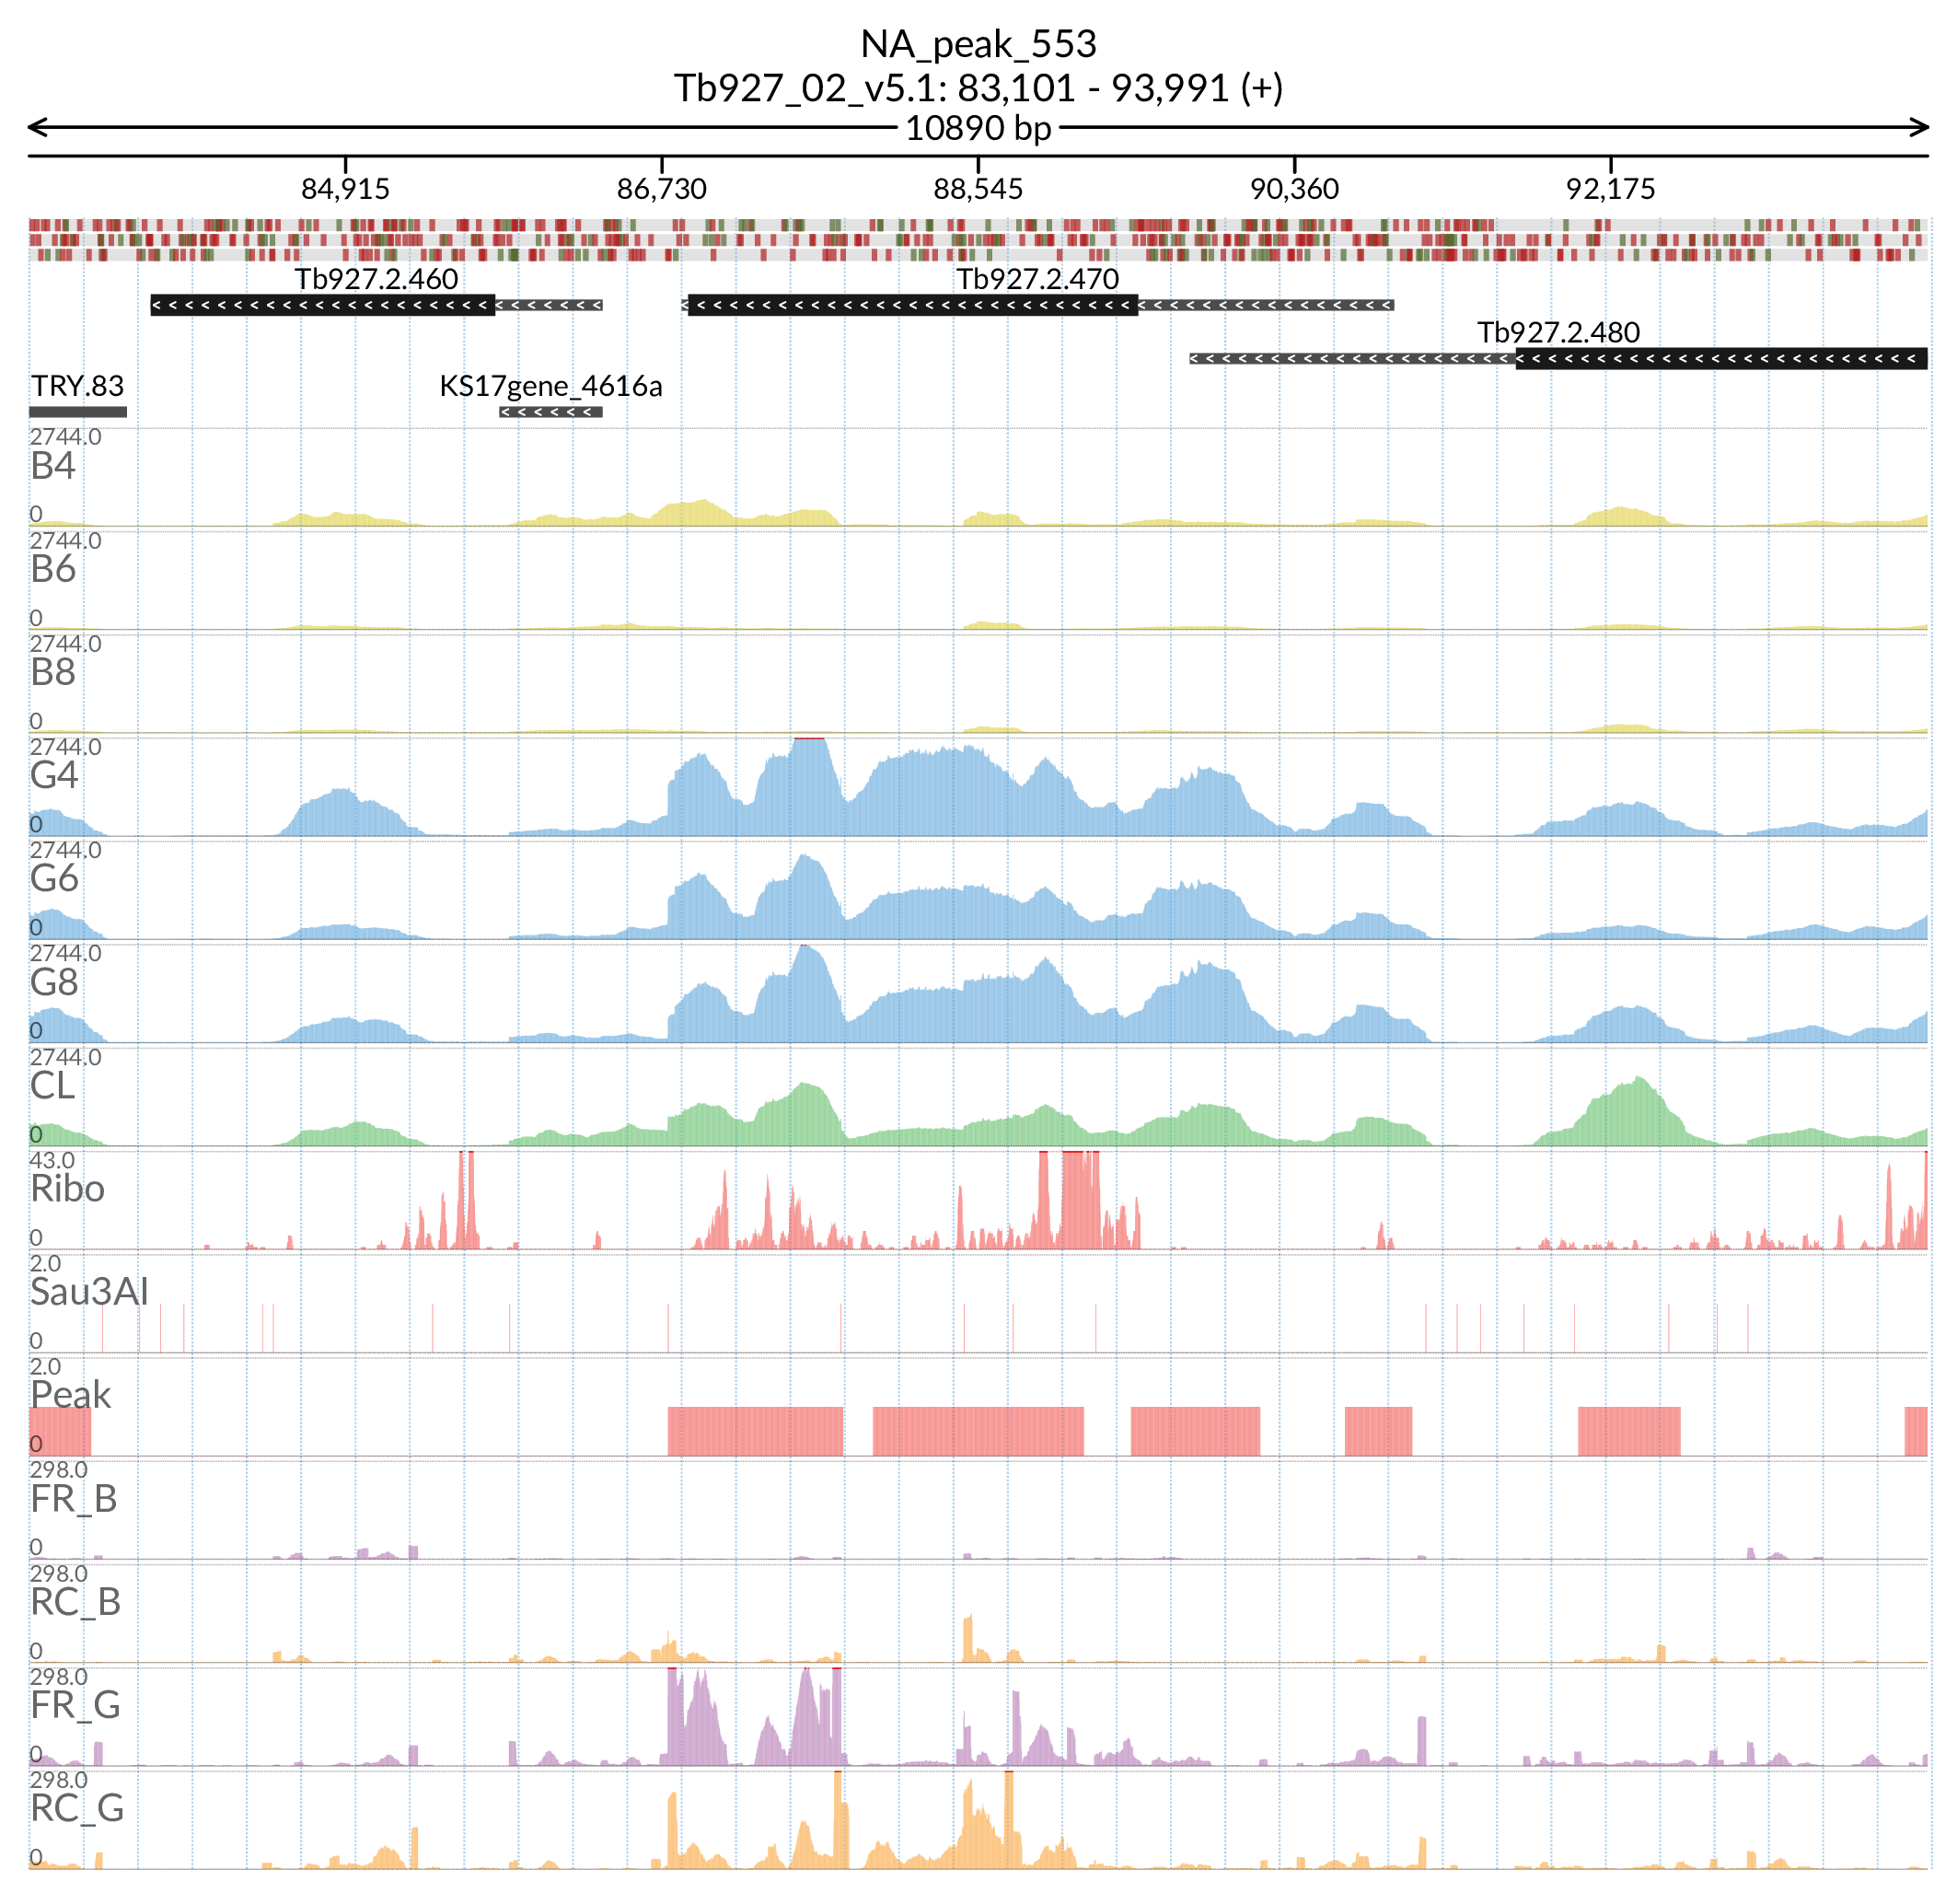 NA_peak_553
Tb927_02_v5.1: 83,101 - 93,991 (+)
10890 bp
84,915 86,730 88,545 90,360 92,175
Tb927.2.460 Tb927.2.470
Tb927.2.480
TRY.83 KS17gene_4616a
2744.0
B4
0
2744.0
B6
0
2744.0
B8
0
2744.0
G4
0
2744.0
G6
0
2744.0
G8
0
2744.0
CL
0
43.0
Ribo
0
2.0
Sau3AI
0
2.0
Peak
0
298.0
FR_B
0
298.0
RC_B
0
298.0
FR_G
0
298.0
RC_G
0